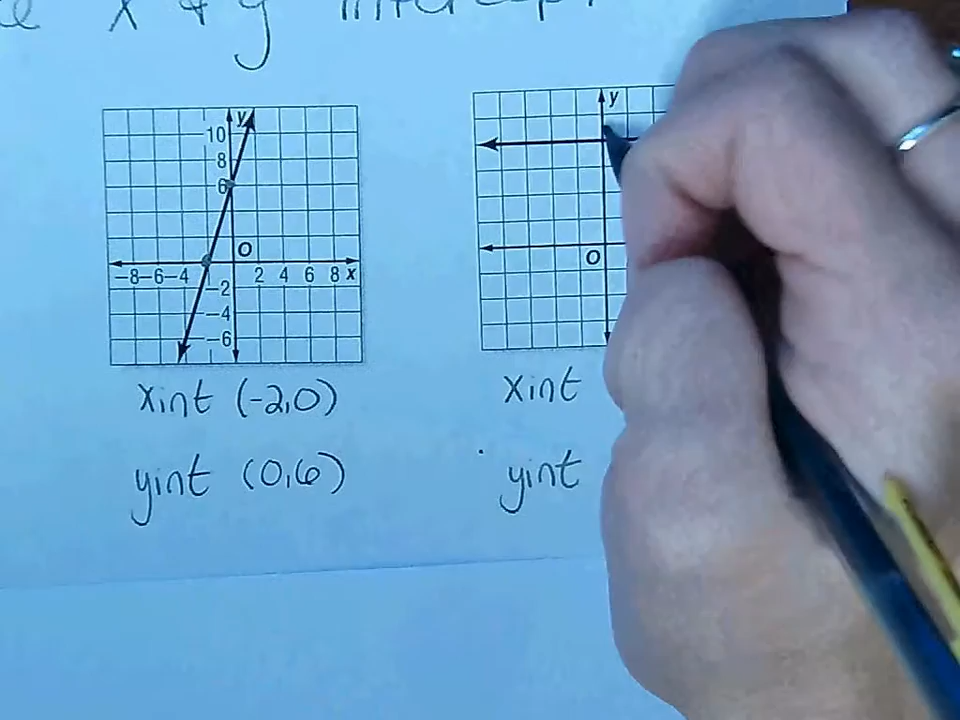 x & y intercept
y
10
8
6
O
-8-6-4 2 4 6 8 x
-2
-4
-6
xint (-2,0)
yint (0,6)
y
O
xint
yint